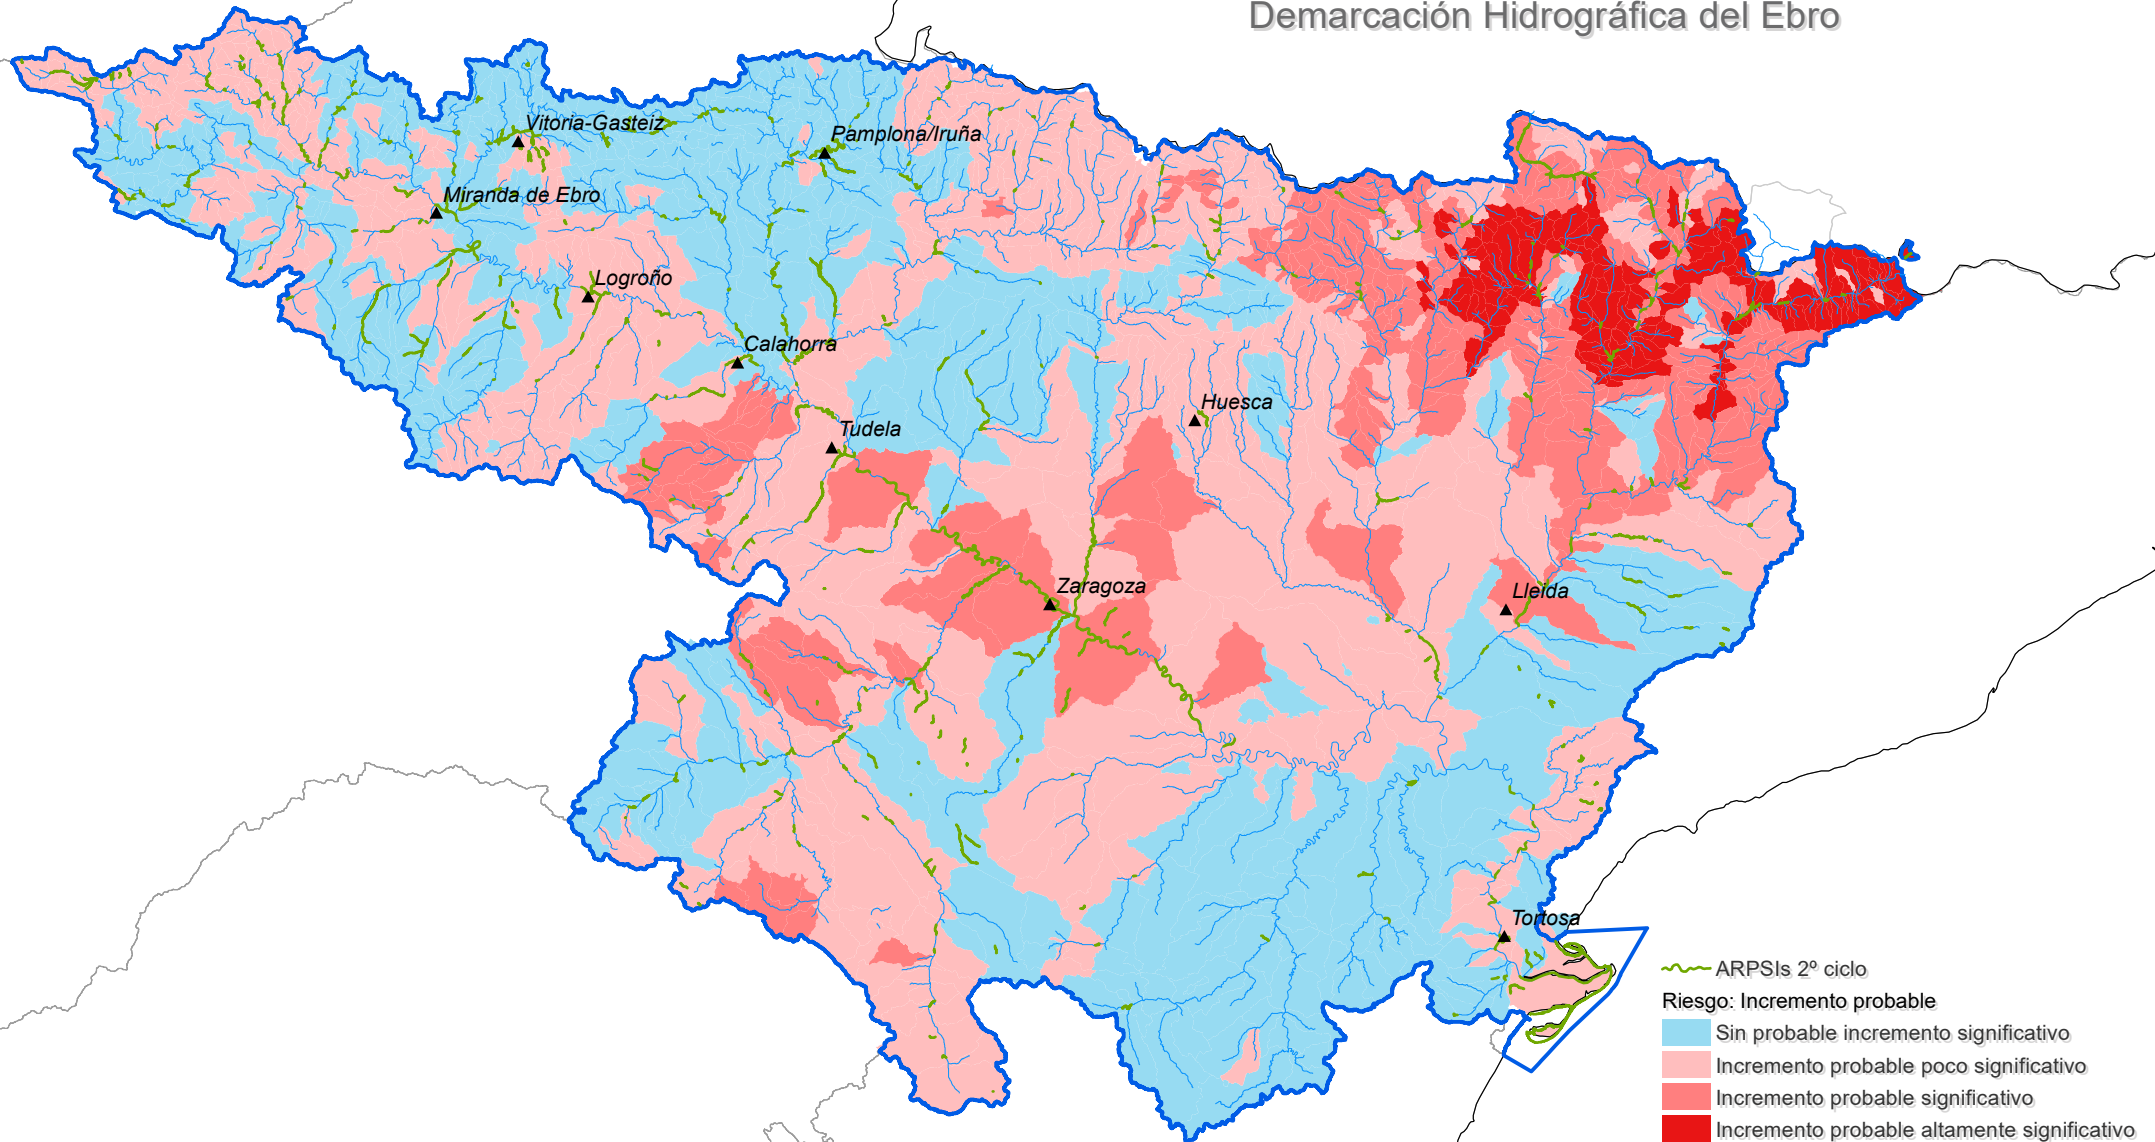 Demarcación Hidrográfica del Ebro
Vitoria-Gasteiz
Pamplona/Iruña
Miranda de Ebro
Logroño
Calahorra
Huesca
Tudela
Zaragoza
Lleida
Tortosa
ARPSIs 2º ciclo
Riesgo: Incremento probable
Sin probable incremento significativo
Incremento probable poco significativo
Incremento probable significativo
Incremento probable altamente significativo